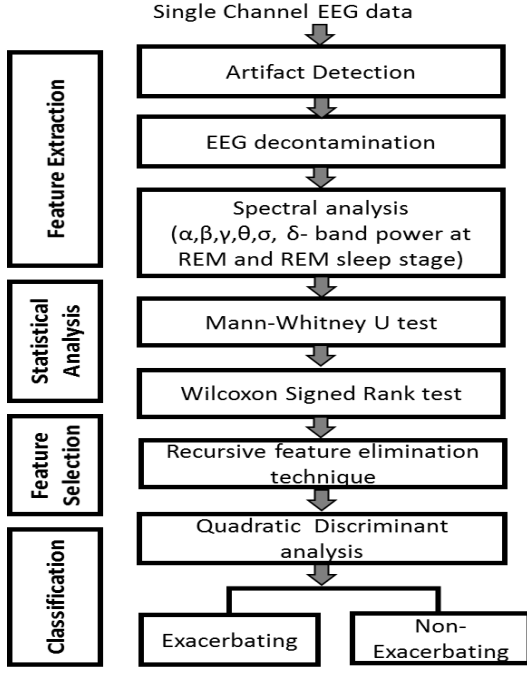 Single Channel EEG data
Feature Extraction
Artifact Detection
EEG decontamination
Spectral analysis
(α,β,γ,θ,σ, δ- band power at
REM and REM sleep stage)
Statistical
Analysis
Mann-Whitney U test
Wilcoxon Signed Rank test
Feature
Selection
Recursive feature elimination
technique
Classification
Quadratic Discriminant
analysis
Exacerbating
Non-
Exacerbating